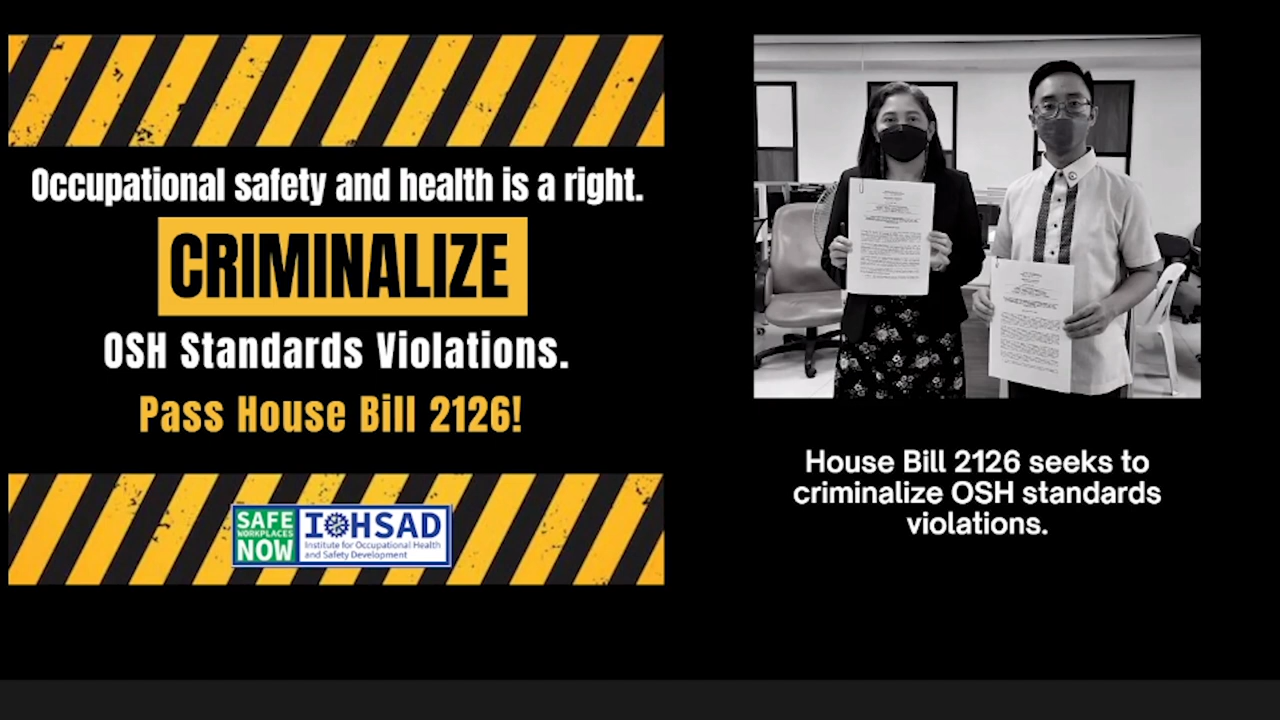 Occupational safety and health is a right.
CRIMINALIZE
OSH Standards Violations.
Pass House Bill 2126!
SAFE
WORKPLACES
NOW
IOHSAD
Institute for Occupational Health
and Safety Development
House Bill 2126 seeks to
criminalize OSH standards
violations.